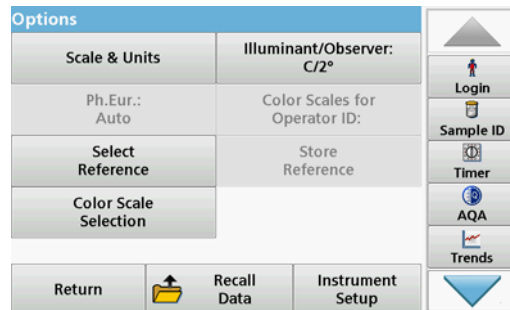 Options
Scale & Units
Illuminant/Observer:
C/2°
Ph.Eur.:
Auto
Color Scales for
Operator ID:
Select
Reference
Store
Reference
Color Scale
Selection
Return
Recall
Data
Instrument
Setup
Login
Sample ID
Timer
AQA
Trends